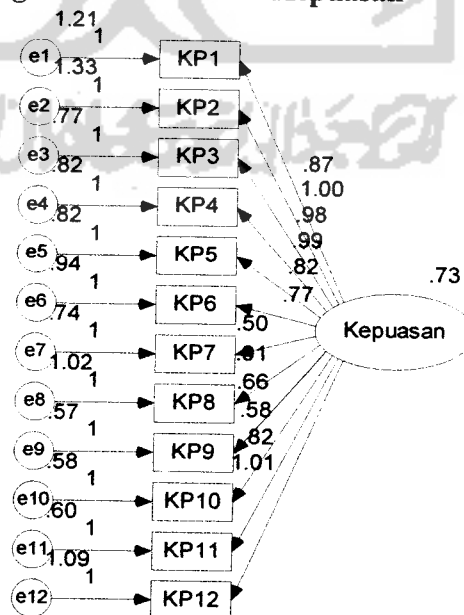 1.21
1
e1 KP1
1.33
1
e2 KP2
.77
1
e3 KP3
.82
1
e4 KP4
.82
1
e5 KP5
.94
1
e6 KP6
.74
1
e7 KP7
1.02
1
e8 KP8
.57
1
e9 KP9
.58
1
e10 KP10
.60
1
e11 KP11
1.09
1
e12 KP12
.87
1.00
.98
.99
.82
.77
.50
.66
.58
.82
1.01
.73
Kepuasan